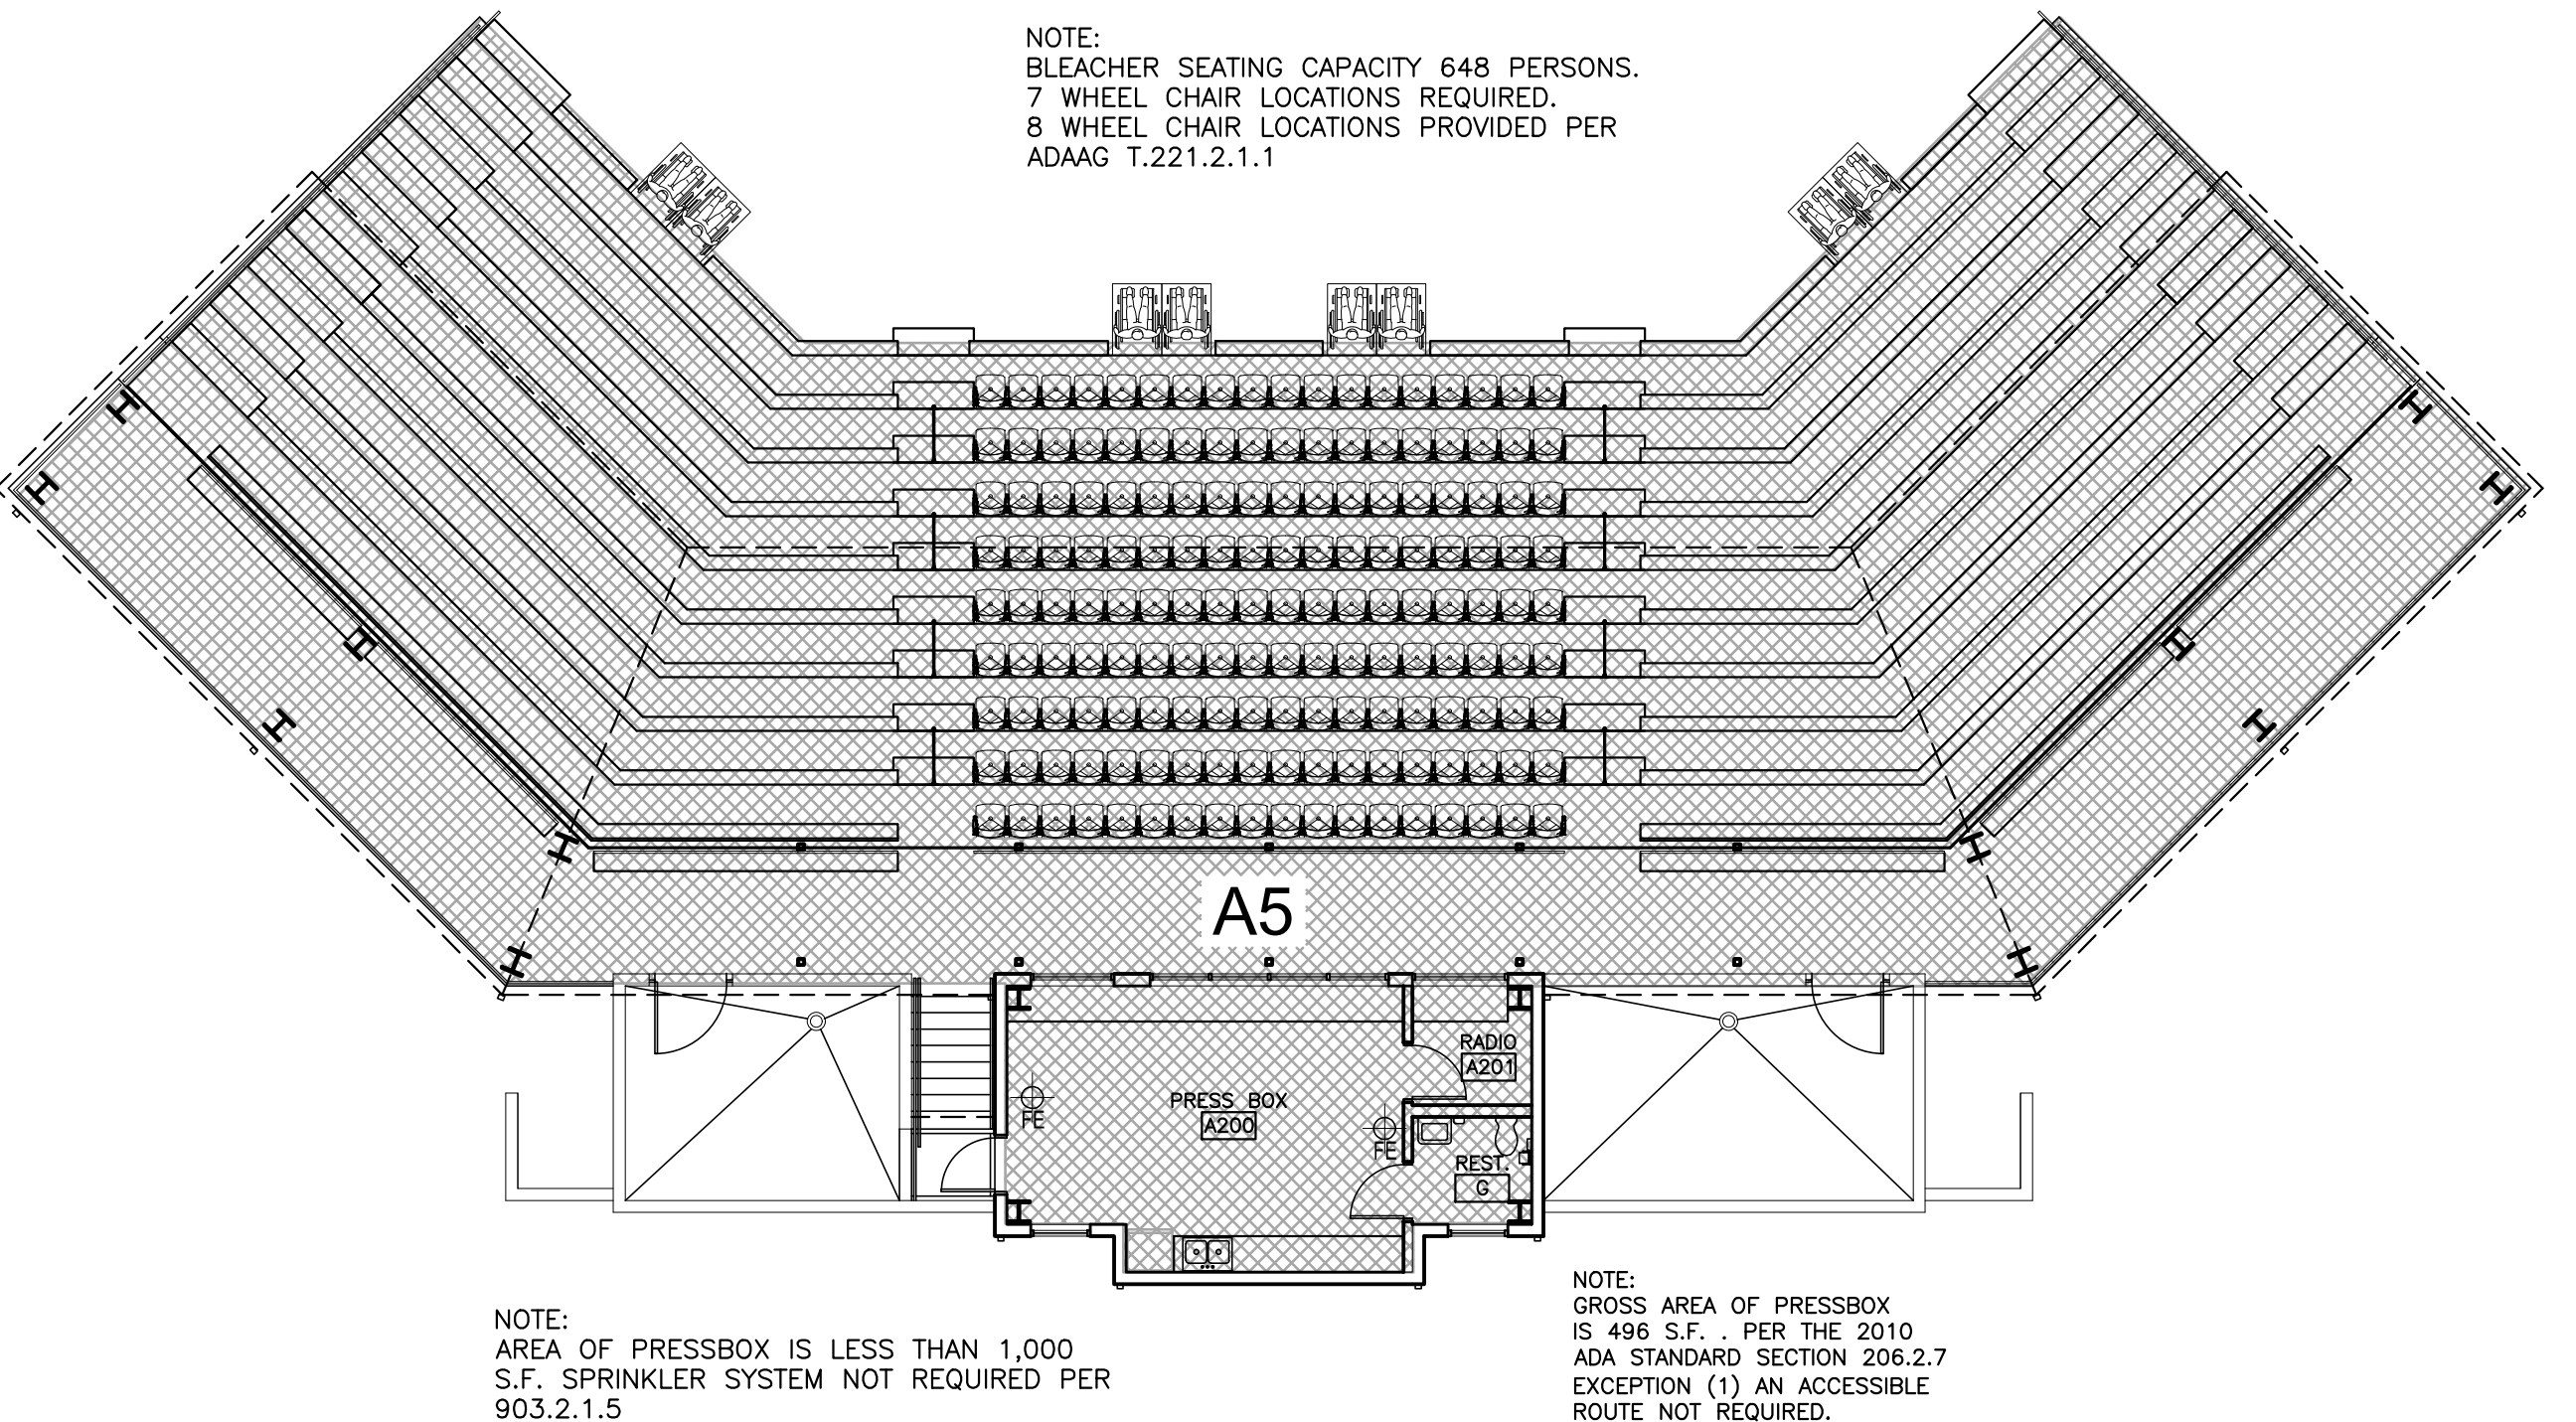 NOTE:
BLEACHER SEATING CAPACITY 648 PERSONS.
7 WHEEL CHAIR LOCATIONS REQUIRED.
8 WHEEL CHAIR LOCATIONS PROVIDED PER
ADAAG T.221.2.1.1
A5
RADIO
A201
PRESS BOX
A200
FE
FE
REST.
G
NOTE:
AREA OF PRESSBOX IS LESS THAN 1,000
S.F. SPRINKLER SYSTEM NOT REQUIRED PER
903.2.1.5
NOTE:
GROSS AREA OF PRESSBOX
IS 496 S.F. . PER THE 2010
ADA STANDARD SECTION 206.2.7
EXCEPTION (1) AN ACCESSIBLE
ROUTE NOT REQUIRED.